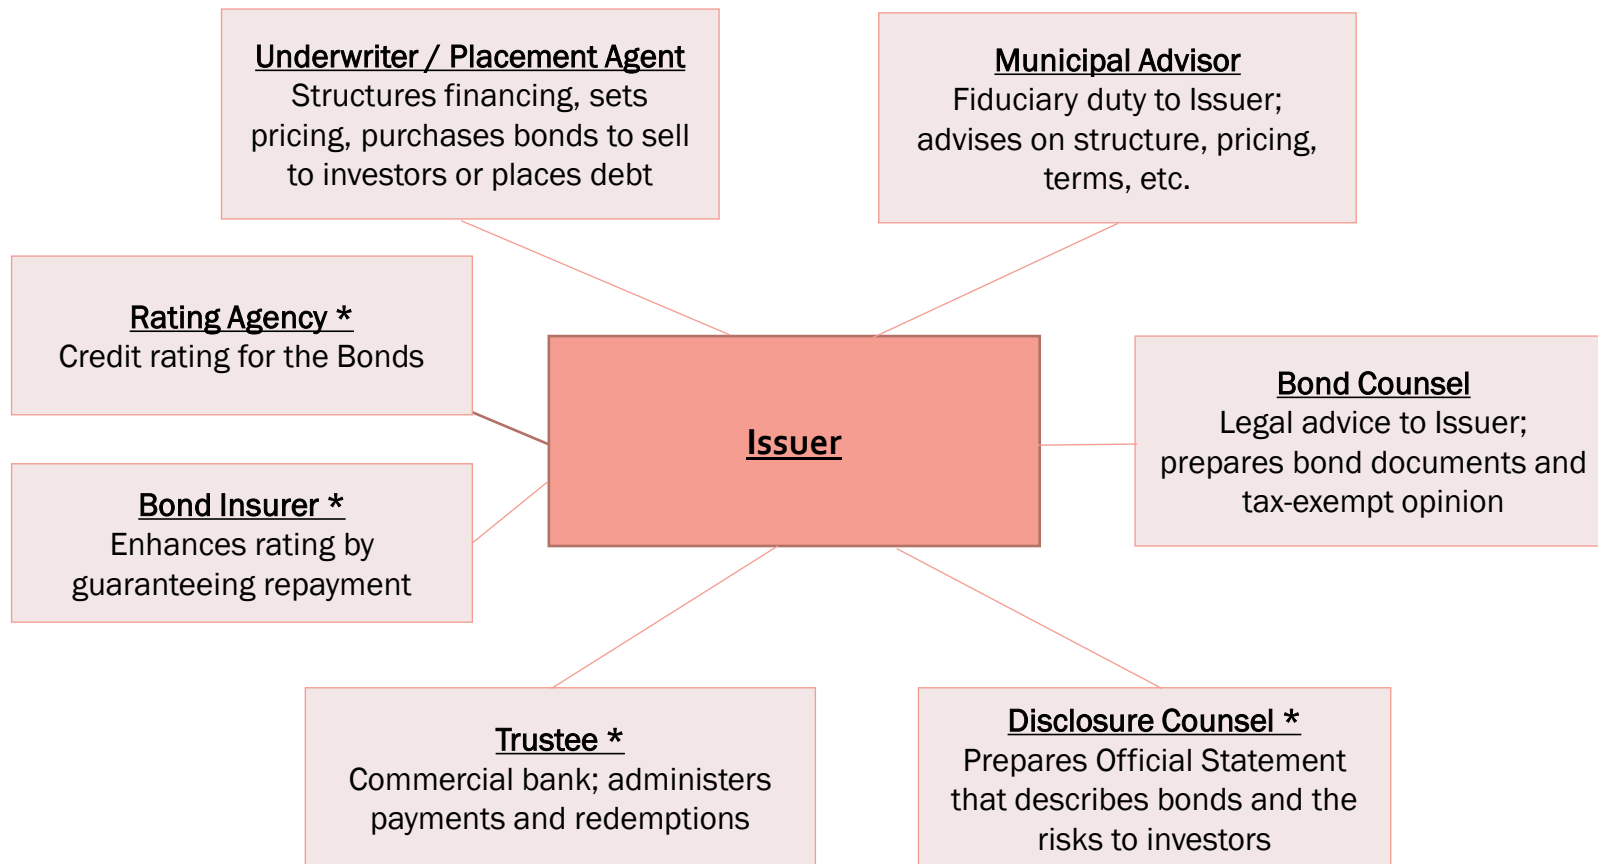 Underwriter / Placement Agent
Structures financing, sets
pricing, purchases bonds to sell
to investors or places debt
Municipal Advisor
Fiduciary duty to Issuer;
advises on structure, pricing,
terms, etc.
Rating Agency *
Credit rating for the Bonds
Issuer
Bond Counsel
Legal advice to Issuer;
prepares bond documents and
tax-exempt opinion
Bond Insurer *
Enhances rating by
guaranteeing repayment
Trustee *
Commercial bank; administers
payments and redemptions
Disclosure Counsel *
Prepares Official Statement
that describes bonds and the
risks to investors